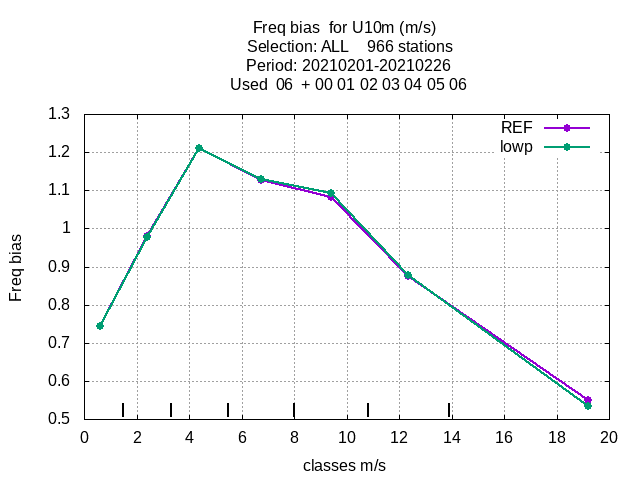 Freq bias  for U10m (m/s)
Selection: ALL    966 stations
Period: 20210201-20210226
Used  06  + 00 01 02 03 04 05 06
REF
lowp
1.3
1.2
1.1
1
0.9
0.8
0.7
0.6
0.5
Freq bias
0 2 4 6 8 10 12 14 16 18 20
classes m/s